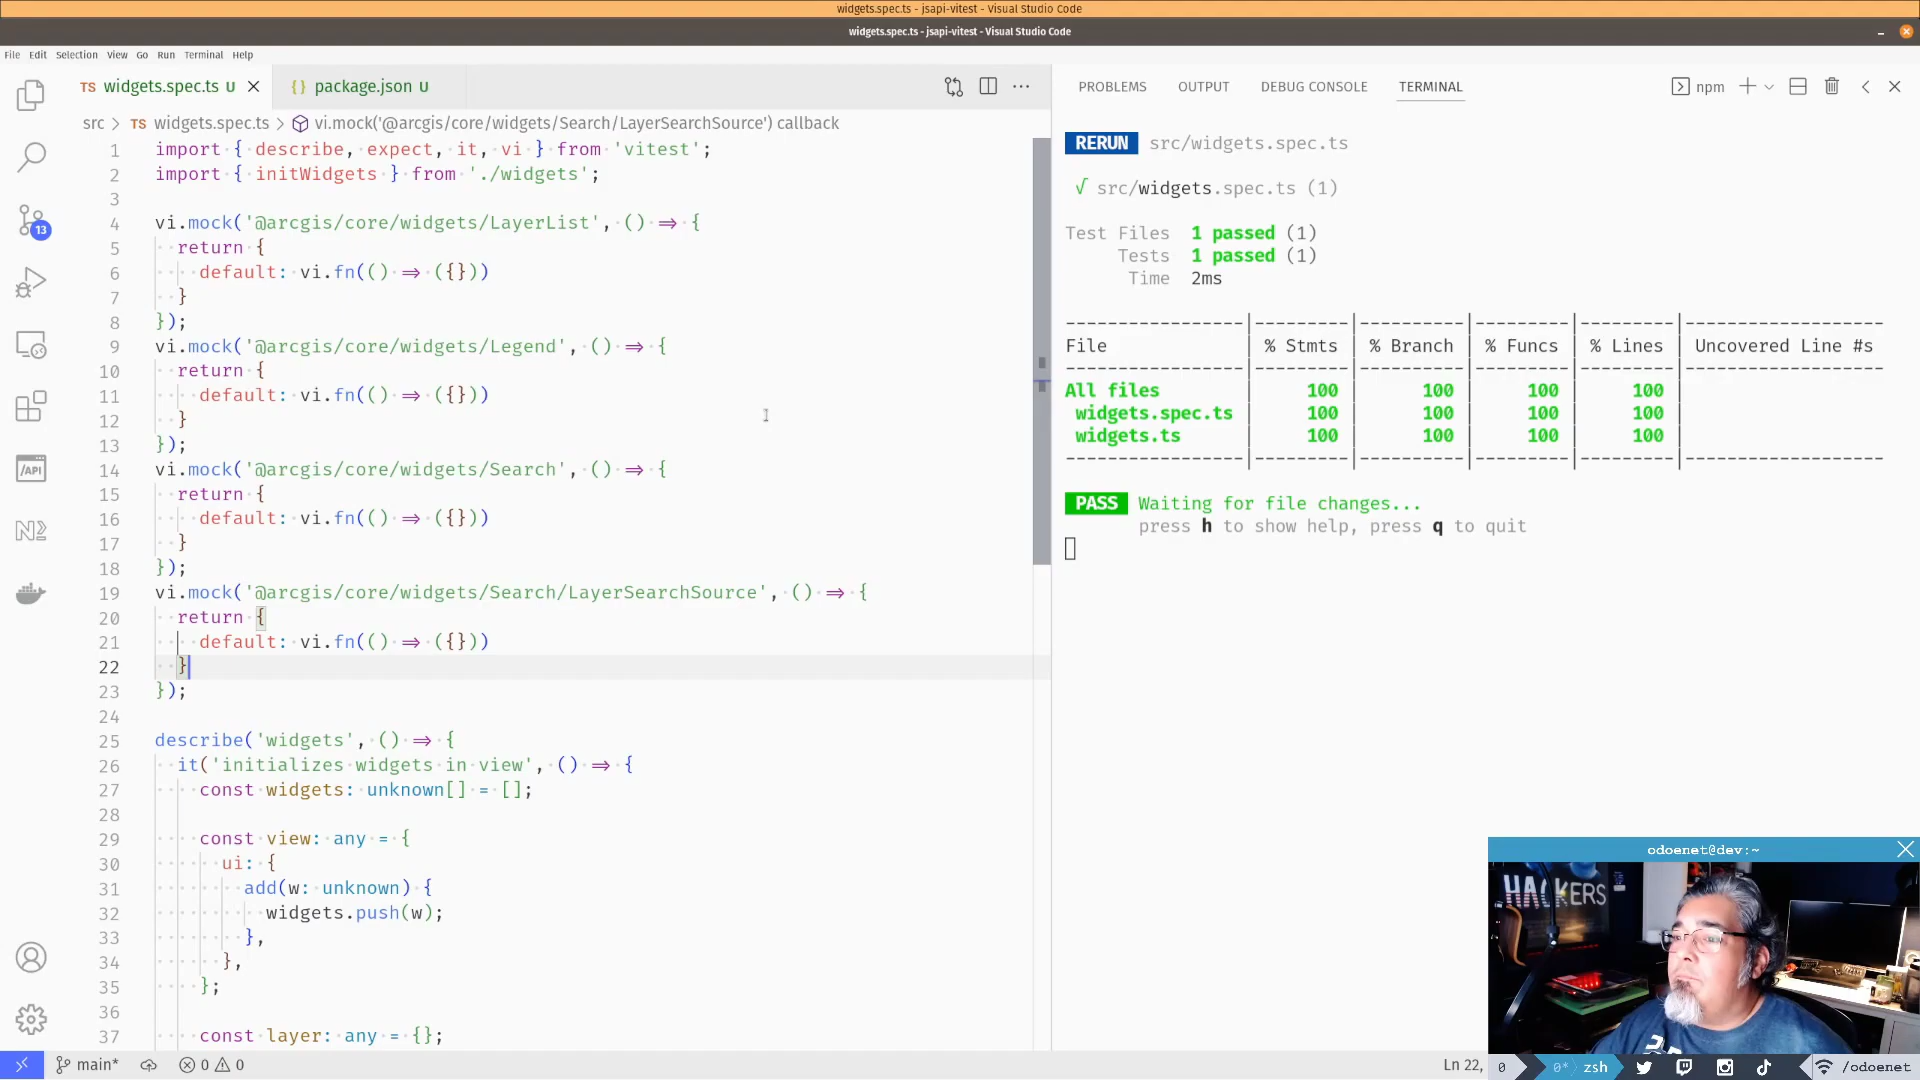 widgets.spec.ts - jsapi-vitest - Visual Studio Code
widgets.spec.ts - jsapi-vitest - Visual Studio Code
File Edit Selection View Go Run Terminal Help
TS widgets.spec.ts U
{} package.json U
src > TS widgets.spec.ts > vi.mock('@arcgis/core/widgets/Search/LayerSearchSource') callback
1 import { describe, expect, it, vi } from 'vitest';
2 import { initWidgets } from './widgets';
3
4 vi.mock('@arcgis/core/widgets/LayerList', () => {
5 return {
6 default: vi.fn(() => ({}))
7 }
8 });
9 vi.mock('@arcgis/core/widgets/Legend', () => {
10 return {
11 default: vi.fn(() => ({}))
12 }
13 });
14 vi.mock('@arcgis/core/widgets/Search', () => {
15 return {
16 default: vi.fn(() => ({}))
17 }
18 });
19 vi.mock('@arcgis/core/widgets/Search/LayerSearchSource', () => {
20 return {
21 default: vi.fn(() => ({}))
22 }
23 });
24
25 describe('widgets', () => {
26 it('initializes widgets in view', () => {
27 const widgets: unknown[] = [];
28
29 const view: any = {
30 ui: {
31 add(w: unknown) {
32 widgets.push(w);
33 },
34 },
35 };
36
37 const layer: any = {};
13
/API
N
PROBLEMS OUTPUT DEBUG CONSOLE TERMINAL
npm
RERUN src/widgets.spec.ts
√ src/widgets.spec.ts (1)
Test Files 1 passed (1)
Tests 1 passed (1)
Time 2ms
File | % Stmts | % Branch | % Funcs | % Lines | Uncovered Line #s
All files | 100 | 100 | 100 | 100 |
widgets.spec.ts | 100 | 100 | 100 | 100 |
widgets.ts | 100 | 100 | 100 | 100 |
PASS Waiting for file changes...
press h to show help, press q to quit
odoenet@dev:~
HACKERS
main* 0 0
Ln 22,
0 0* zsh /odoenet